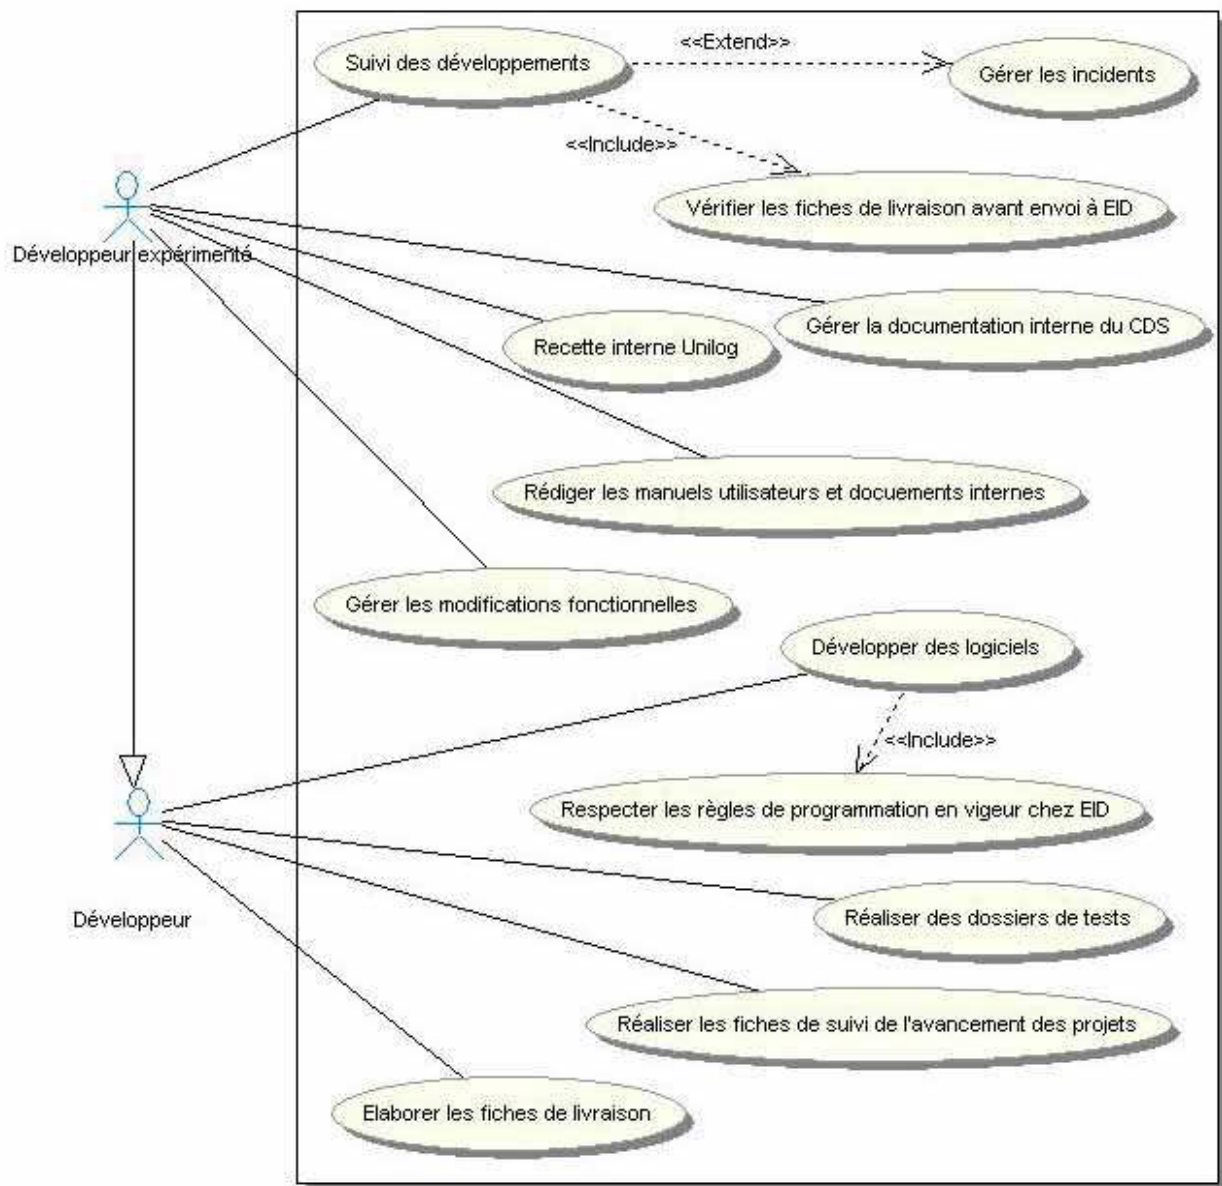 <<Extend>>
Suivi des développements
Gérer les incidents
<<Include>>
Vérifier les fiches de livraison avant envoi à EID
Développeur expérimenté
Gérer la documentation interne du CDS
Recette interne Unilog
Rédiger les manuels utilisateurs et docuements internes
Gérer les modifications fonctionnelles
Développer des logiciels
<<Include>>
Respecter les règles de programmation en vigeur chez EID
Développeur
Réaliser des dossiers de tests
Réaliser les fiches de suivi de l'avancement des projets
Elaborer les fiches de livraison